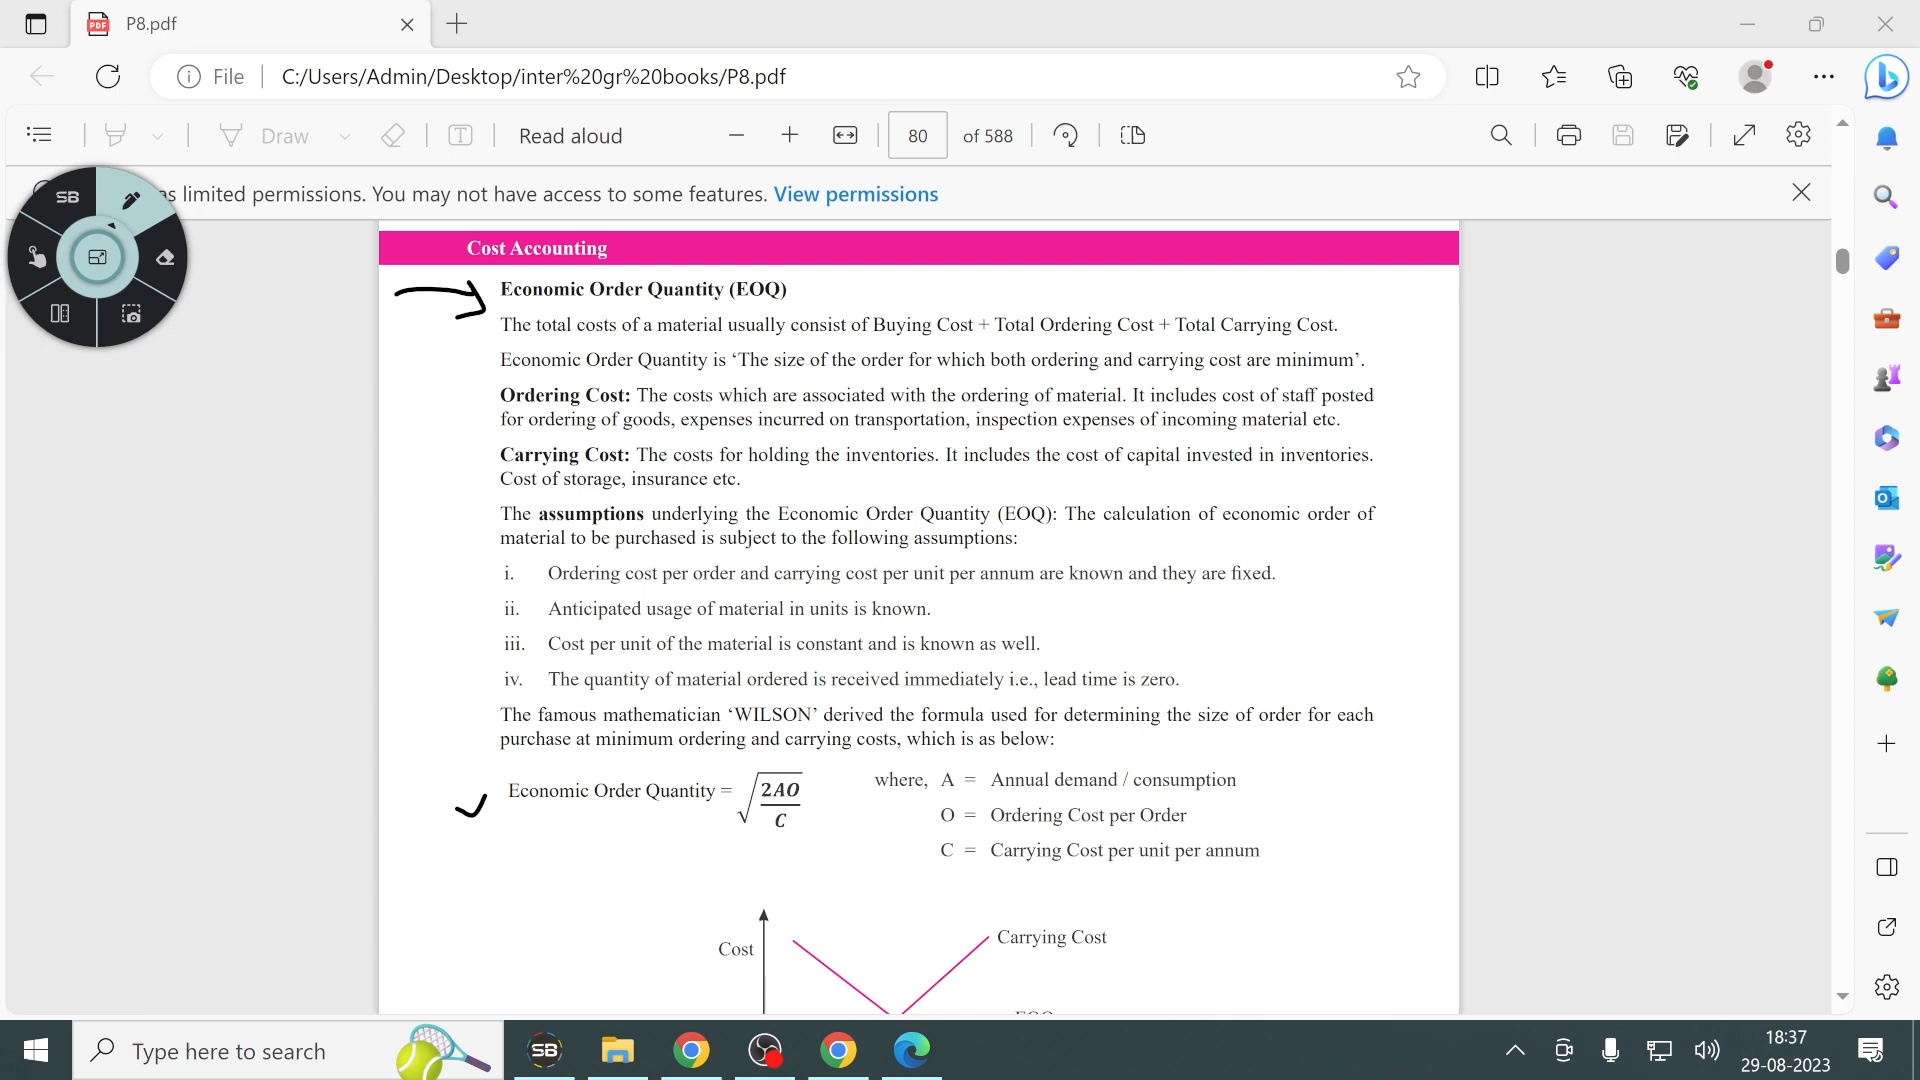 P8.pdf
File
C:/Users/Admin/Desktop/inter%20gr%20books/P8.pdf
Draw
Read aloud
80
of 588
as limited permissions. You may not have access to some features. View permissions
SB
Cost Accounting
Economic Order Quantity (EOQ)
The total costs of a material usually consist of Buying Cost + Total Ordering Cost + Total Carrying Cost.
Economic Order Quantity is ‘The size of the order for which both ordering and carrying cost are minimum’.
Ordering Cost: The costs which are associated with the ordering of material. It includes cost of staff posted
for ordering of goods, expenses incurred on transportation, inspection expenses of incoming material etc.
Carrying Cost: The costs for holding the inventories. It includes the cost of capital invested in inventories.
Cost of storage, insurance etc.
The assumptions underlying the Economic Order Quantity (EOQ): The calculation of economic order of
material to be purchased is subject to the following assumptions:
i. Ordering cost per order and carrying cost per unit per annum are known and they are fixed.
ii. Anticipated usage of material in units is known.
iii. Cost per unit of the material is constant and is known as well.
iv. The quantity of material ordered is received immediately i.e., lead time is zero.
The famous mathematician ‘WILSON’ derived the formula used for determining the size of order for each
purchase at minimum ordering and carrying costs, which is as below:
Economic Order Quantity = √(2AO/C)
where, A = Annual demand / consumption
O = Ordering Cost per Order
C = Carrying Cost per unit per annum
Cost
Carrying Cost
Type here to search
SB
18:37
29-08-2023